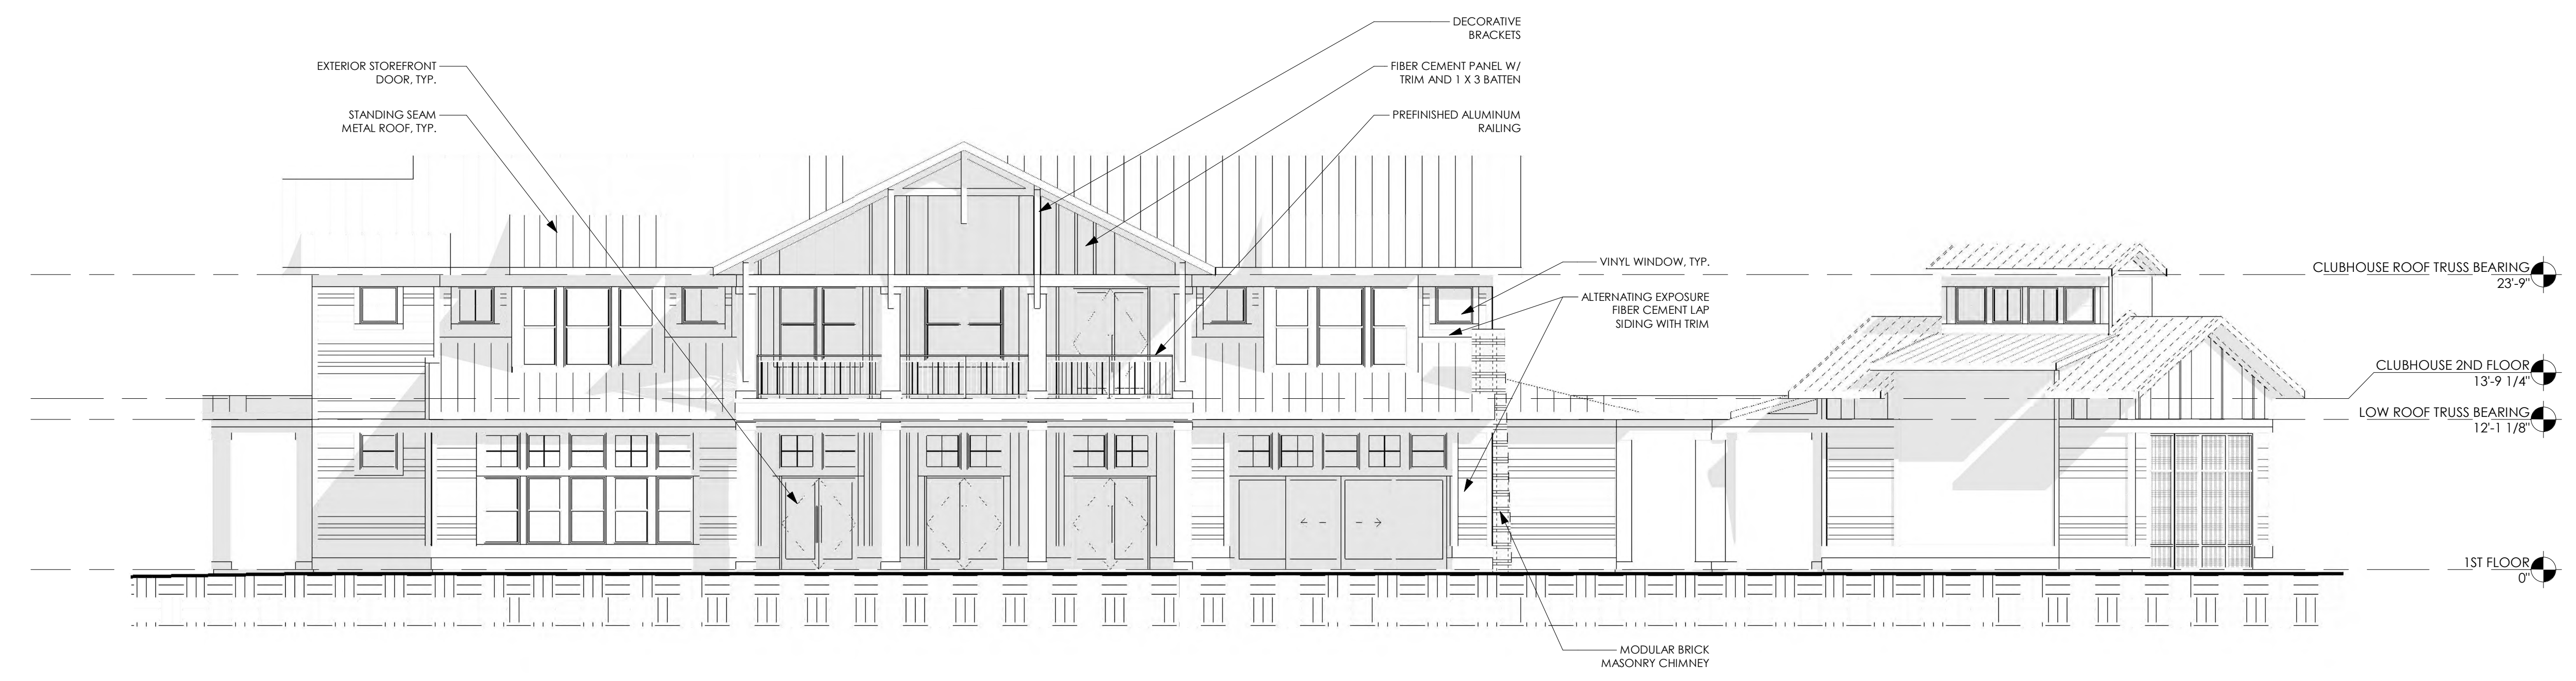 DECORATIVE
BRACKETS
EXTERIOR STOREFRONT
DOOR, TYP.
FIBER CEMENT PANEL W/
TRIM AND 1 X 3 BATTEN
STANDING SEAM
METAL ROOF, TYP.
PREFINISHED ALUMINUM
RAILING
VINYL WINDOW, TYP.
ALTERNATING EXPOSURE
FIBER CEMENT LAP
SIDING WITH TRIM
CLUBHOUSE ROOF TRUSS BEARING
23'-9"
CLUBHOUSE 2ND FLOOR
13'-9 1/4"
LOW ROOF TRUSS BEARING
12'-1 1/8"
1ST FLOOR
0"
MODULAR BRICK
MASONRY CHIMNEY